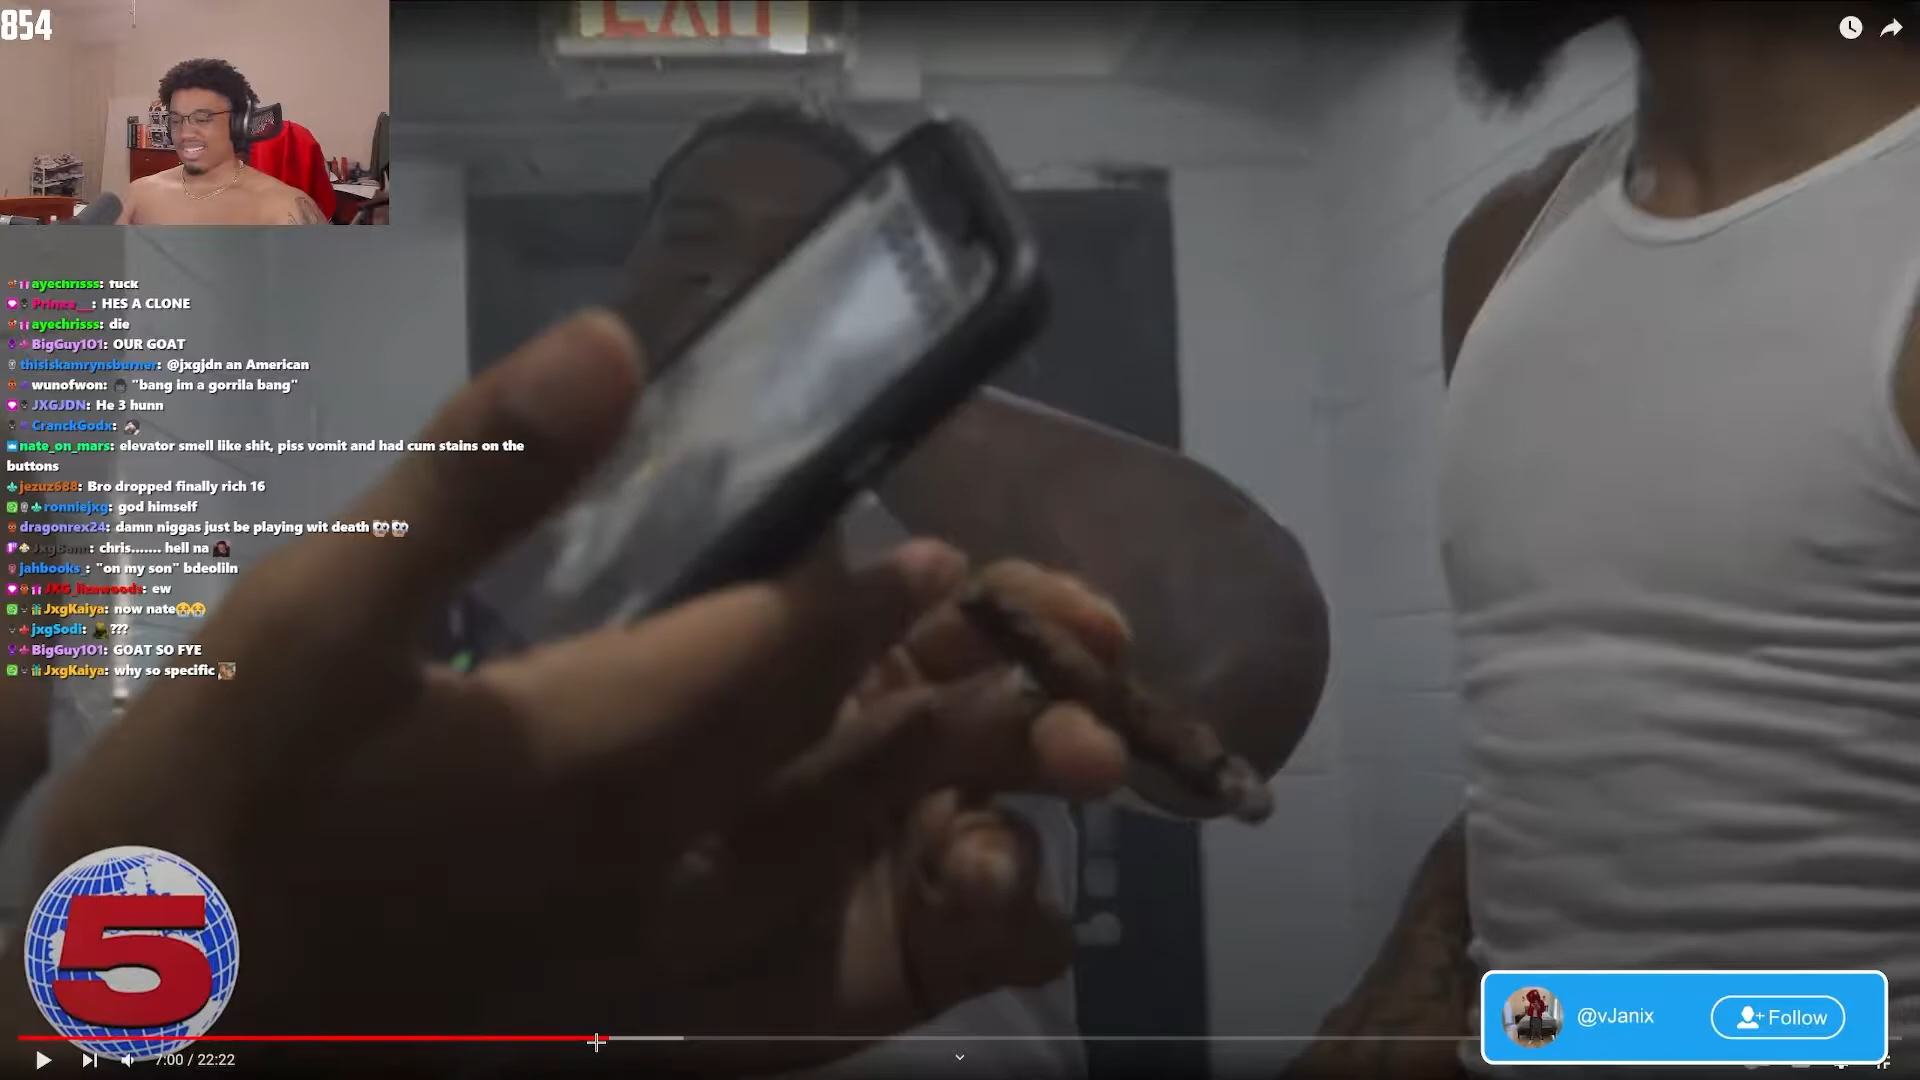 854
EXIT
ayechrisss: fuck
Prince__: HES A CLONE
ayechrisss: die
BigGuy101: OUR GOAT
thisiskamrynsburner: @jxgjdn an American
wunofwon: "bang im a gorrila bang"
JXGJDN: He 3 hunn
CranckGodx:
nate_on_mars: elevator smell like shit, piss vomit and had cum stains on the
buttons
jezuz688: Bro dropped finally rich 16
ronniejxg: god himself
dragonrex24: damn niggas just be playing wit death 👀👀
chris....... hell na
jahbooks_: "on my son" bdeoliln
JXG_lizawoods: ew
JxgKaiya: now nate😭😭
jxgSodi: ???
BigGuy101: GOAT SO FYE
JxgKaiya: why so specific
5
@vJanix
Follow
7:00 / 22:22